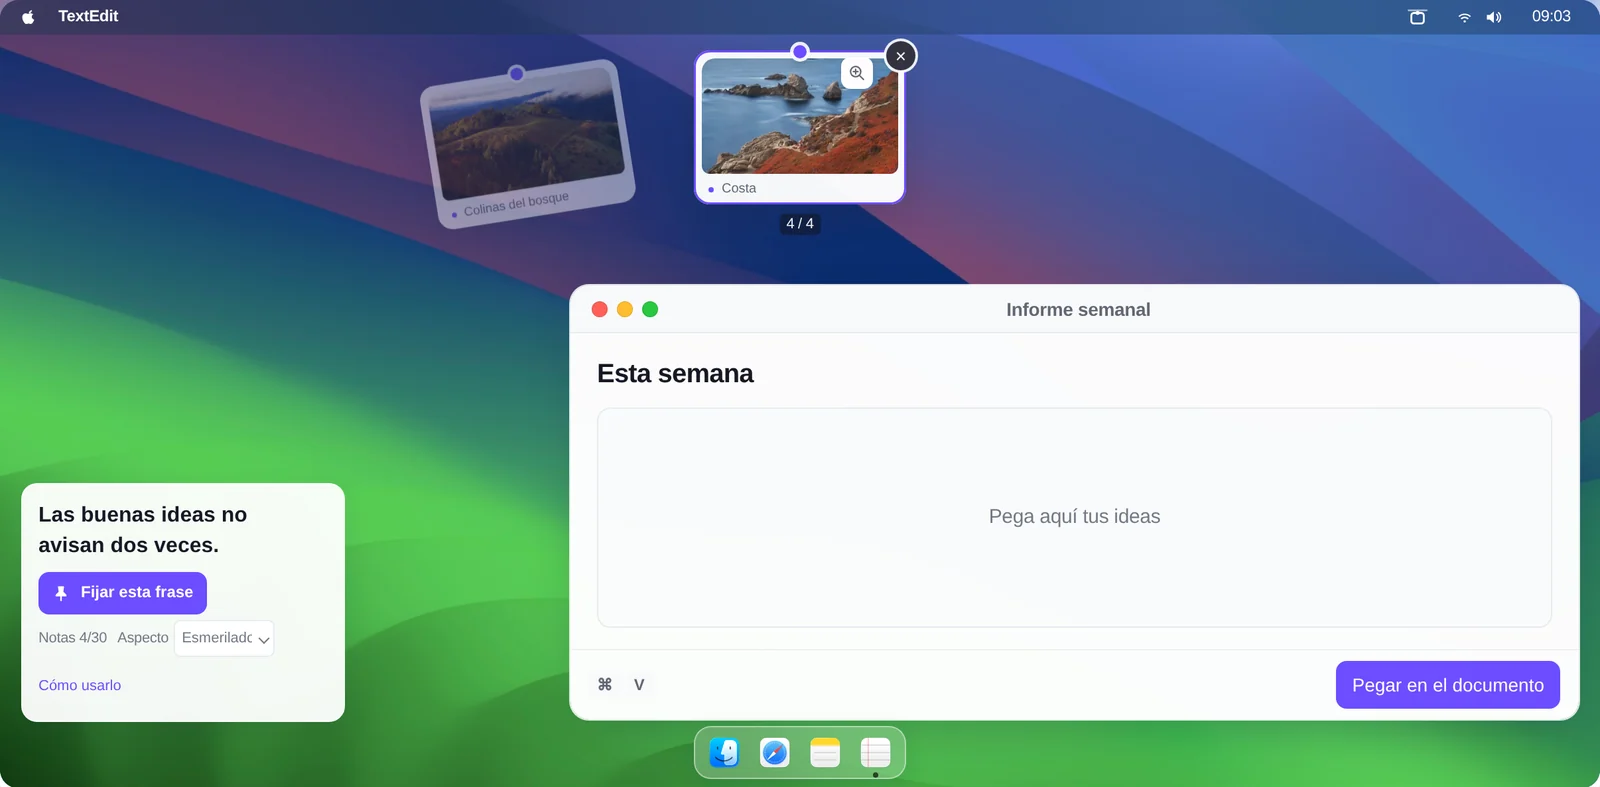 TextEdit
09:03
Colinas del bosque
Costa
4 / 4
Informe semanal
Esta semana
Pega aquí tus ideas
⌘ V
Pegar en el documento
Las buenas ideas no
avisan dos veces.
Fijar esta frase
Notas 4/30 Aspecto Esmerilado
Cómo usarlo